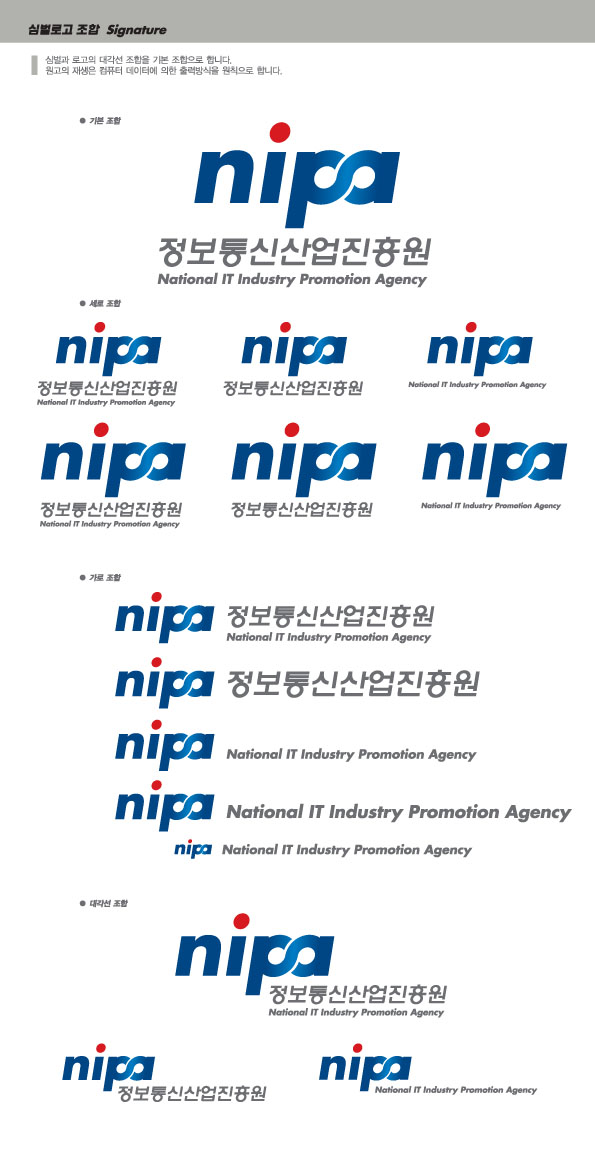 심벌로고 조합 Signature
심벌과 로고의 대각선 조합을 기본 조합으로 합니다.
원고의 재생은 컴퓨터 데이터에 의한 출력방식을 원칙으로 합니다.
● 기본 조합
nipa
정보통신산업진흥원
National IT Industry Promotion Agency
● 세로 조합
nipa nipa nipa
정보통신산업진흥원 정보통신산업진흥원 National IT Industry Promotion Agency
National IT Industry Promotion Agency
nipa nipa nipa
정보통신산업진흥원 정보통신산업진흥원 National IT Industry Promotion Agency
National IT Industry Promotion Agency
● 가로 조합
nipa 정보통신산업진흥원
National IT Industry Promotion Agency
nipa 정보통신산업진흥원
nipa National IT Industry Promotion Agency
nipa National IT Industry Promotion Agency
nipa National IT Industry Promotion Agency
● 대각선 조합
nipa
정보통신산업진흥원
National IT Industry Promotion Agency
nipa nipa
정보통신산업진흥원 National IT Industry Promotion Agency